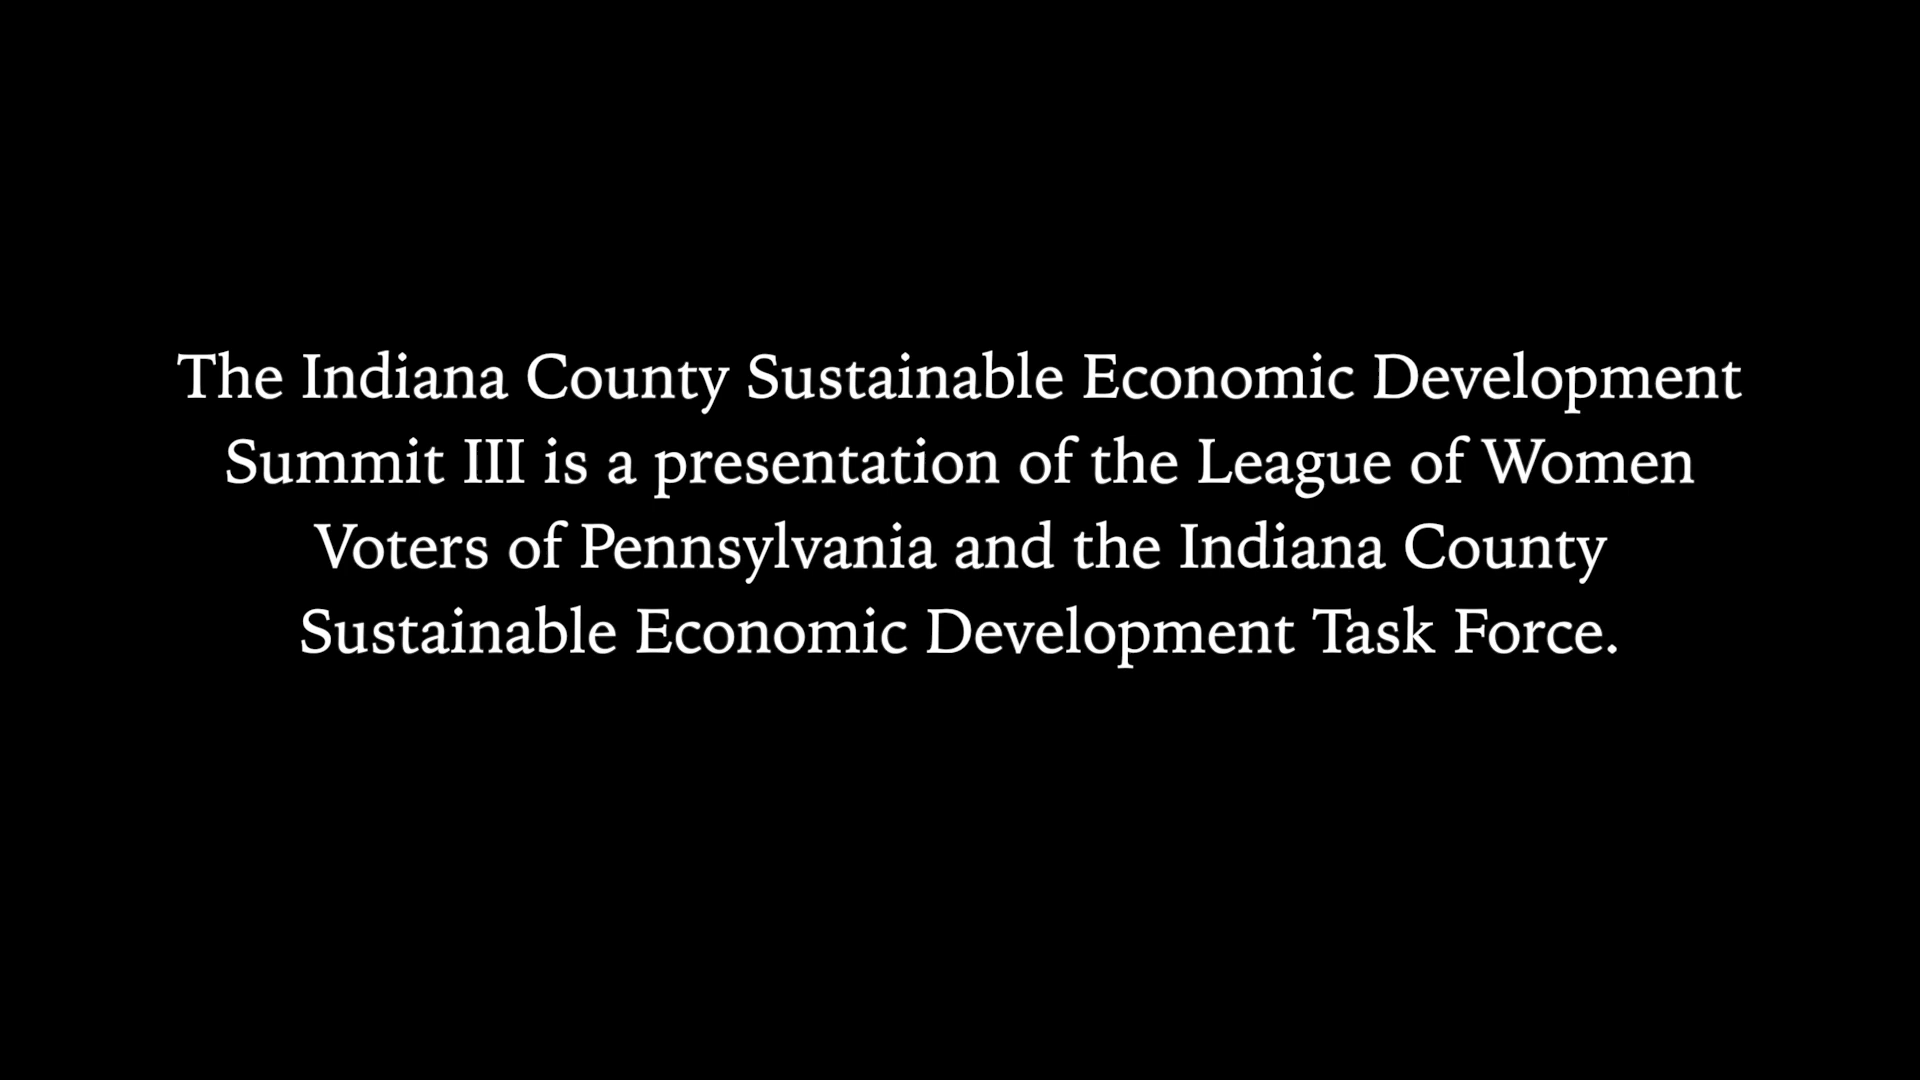 The Indiana County Sustainable Economic Development
Summit III is a presentation of the League of Women
Voters of Pennsylvania and the Indiana County
Sustainable Economic Development Task Force.